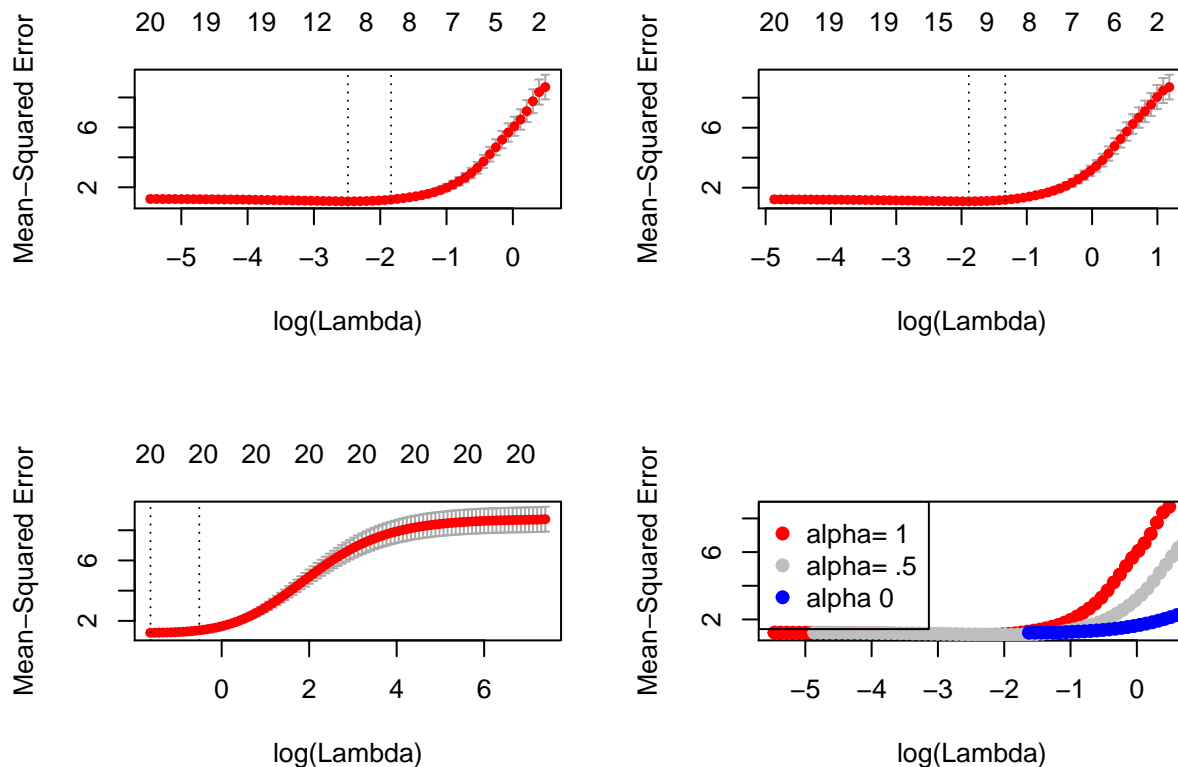 20 19 19 12 8 8 7 5 2
Mean−Squared Error
6
2
−5 −4 −3 −2 −1 0
log(Lambda)
20 19 19 15 9 8 7 6 2
Mean−Squared Error
6
2
−5 −4 −3 −2 −1 0 1
log(Lambda)
20 20 20 20 20 20 20 20
Mean−Squared Error
6
2
0 2 4 6
log(Lambda)
Mean−Squared Error
6
2
alpha= 1
alpha= .5
alpha 0
−5 −4 −3 −2 −1 0
log(Lambda)